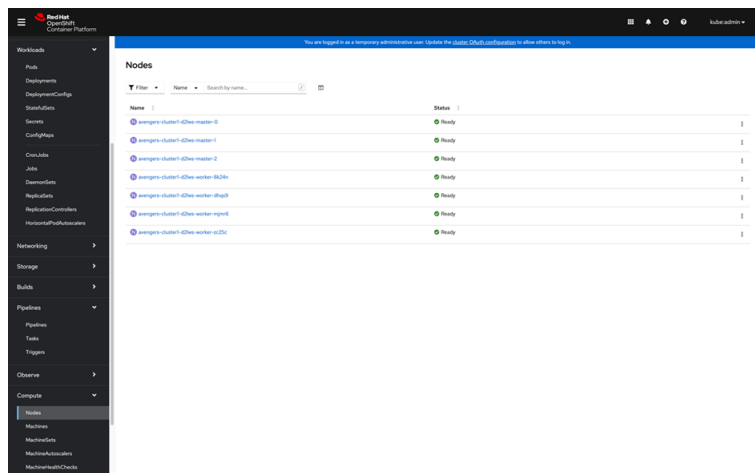 Red Hat
OpenShift
Container Platform
kube:admin
You are logged in as a temporary administrative user. Update the cluster OAuth configuration to allow others to log in.
Workloads
Pods
Deployments
DeploymentConfigs
StatefulSets
Secrets
ConfigMaps
CronJobs
Jobs
DaemonSets
ReplicaSets
ReplicationControllers
HorizontalPodAutoscalers
Networking
Storage
Builds
Pipelines
Pipelines
Tasks
Triggers
Observe
Compute
Nodes
Machines
MachineSets
MachineAutoscalers
MachineHealthChecks
Nodes
Filter Name Search by name... /
Name Status
N avengers-cluster1-d2lws-master-0 Ready
N avengers-cluster1-d2lws-master-1 Ready
N avengers-cluster1-d2lws-master-2 Ready
N avengers-cluster1-d2lws-worker-8k24n Ready
N Ready
N avengers-cluster1-d2lws-worker-mjmr6 Ready
N avengers-cluster1-d2lws-worker-zc25c Ready